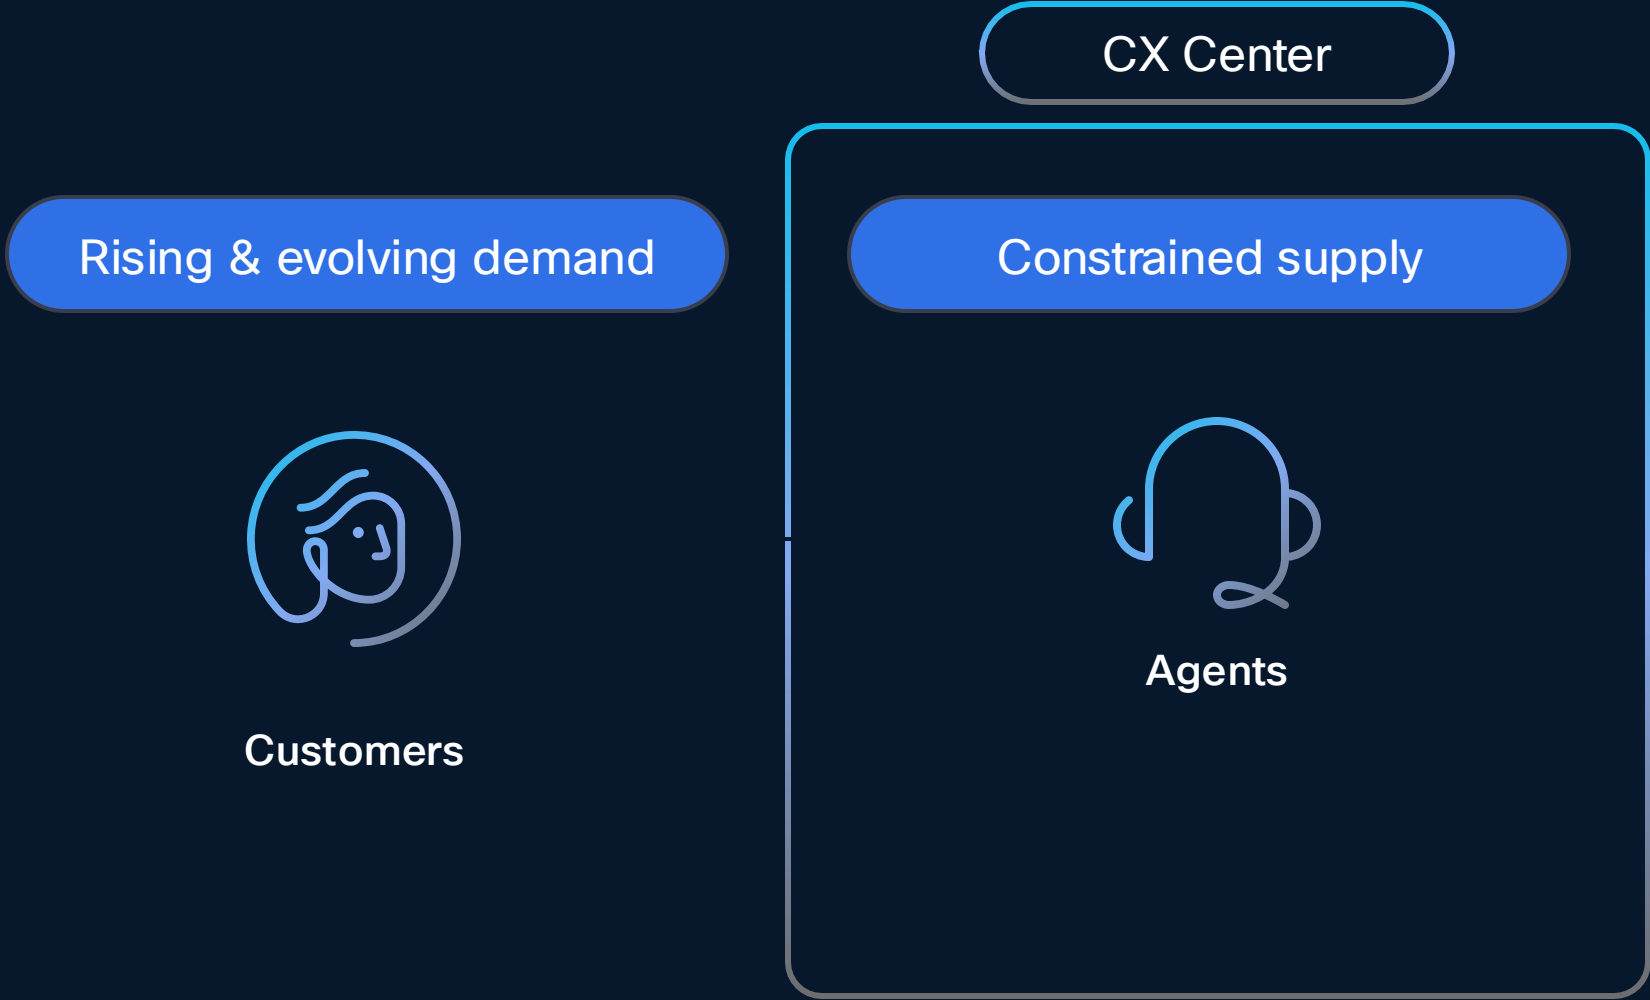 CX Center
Rising & evolving demand
Constrained supply
Customers
Agents